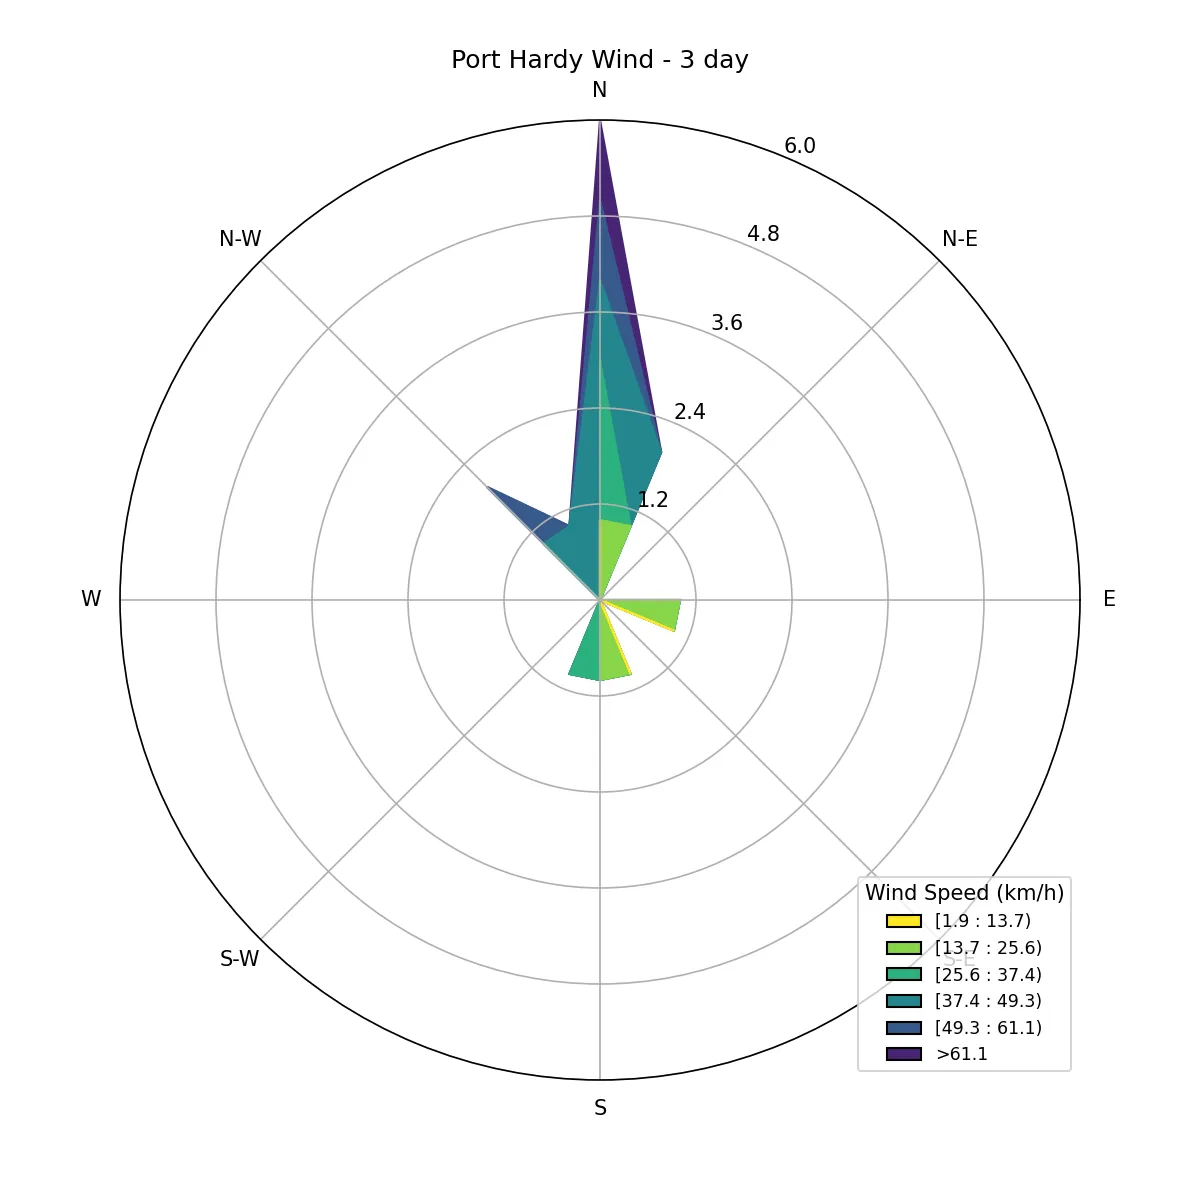 Port Hardy Wind - 3 day
N
6.0
N-W
N-E
4.8
3.6
2.4
1.2
W
E
Wind Speed (km/h)
[1.9 : 13.7)
[13.7 : 25.6)
[25.6 : 37.4)
[37.4 : 49.3)
[49.3 : 61.1)
>61.1
S-W
S-E
S